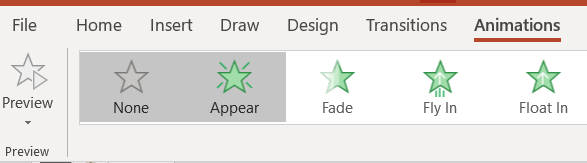 File Home Insert Draw Design Transitions Animations
Preview
None Appear Fade Fly In Float In
Preview